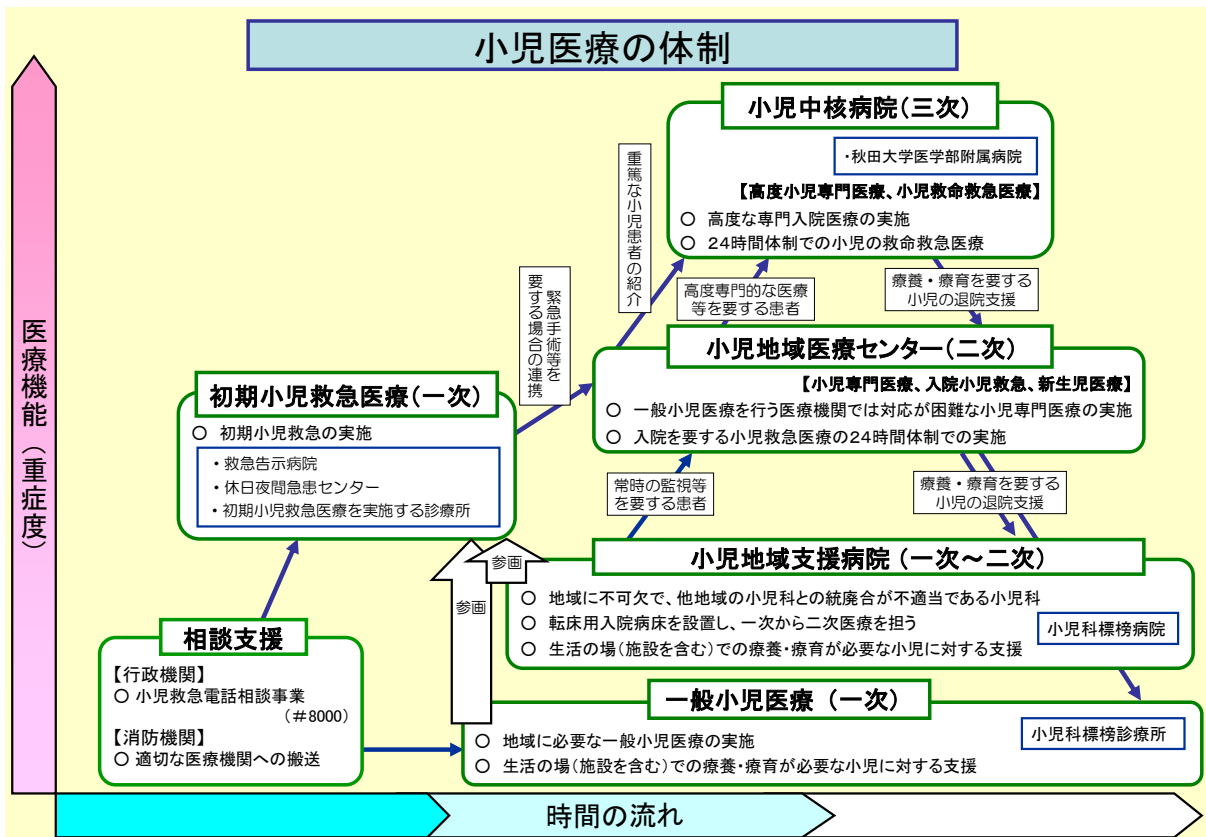 小児医療の体制
医療機能（重症度）
小児中核病院（三次）
・秋田大学医学部附属病院
【高度小児専門医療、小児救命救急医療】
○ 高度な専門入院医療の実施
○ 24時間体制での小児の救命救急医療
重篤な小児患者の紹介
緊急手術等を
要する場合の連携
高度専門的な医療
等を要する患者
療養・療育を要する
小児の退院支援
小児地域医療センター（二次）
【小児専門医療、入院小児救急、新生児医療】
○ 一般小児医療を行う医療機関では対応が困難な小児専門医療の実施
○ 入院を要する小児救急医療の24時間体制での実施
初期小児救急医療（一次）
○ 初期小児救急の実施
・救急告示病院
・休日夜間急患センター
・初期小児救急医療を実施する診療所
常時の監視等
を要する患者
療養・療育を要する
小児の退院支援
参画
参画
小児地域支援病院（一次～二次）
○ 地域に不可欠で、他地域の小児科との統廃合が不適当である小児科
○ 転床用入院病床を設置し、一次から二次医療を担う
○ 生活の場（施設を含む）での療養・療育が必要な小児に対する支援
小児科標榜病院
相談支援
【行政機関】
○ 小児救急電話相談事業
（＃8000）
【消防機関】
○ 適切な医療機関への搬送
一般小児医療（一次）
○ 地域に必要な一般小児医療の実施
○ 生活の場（施設を含む）での療養・療育が必要な小児に対する支援
小児科標榜診療所
時間の流れ